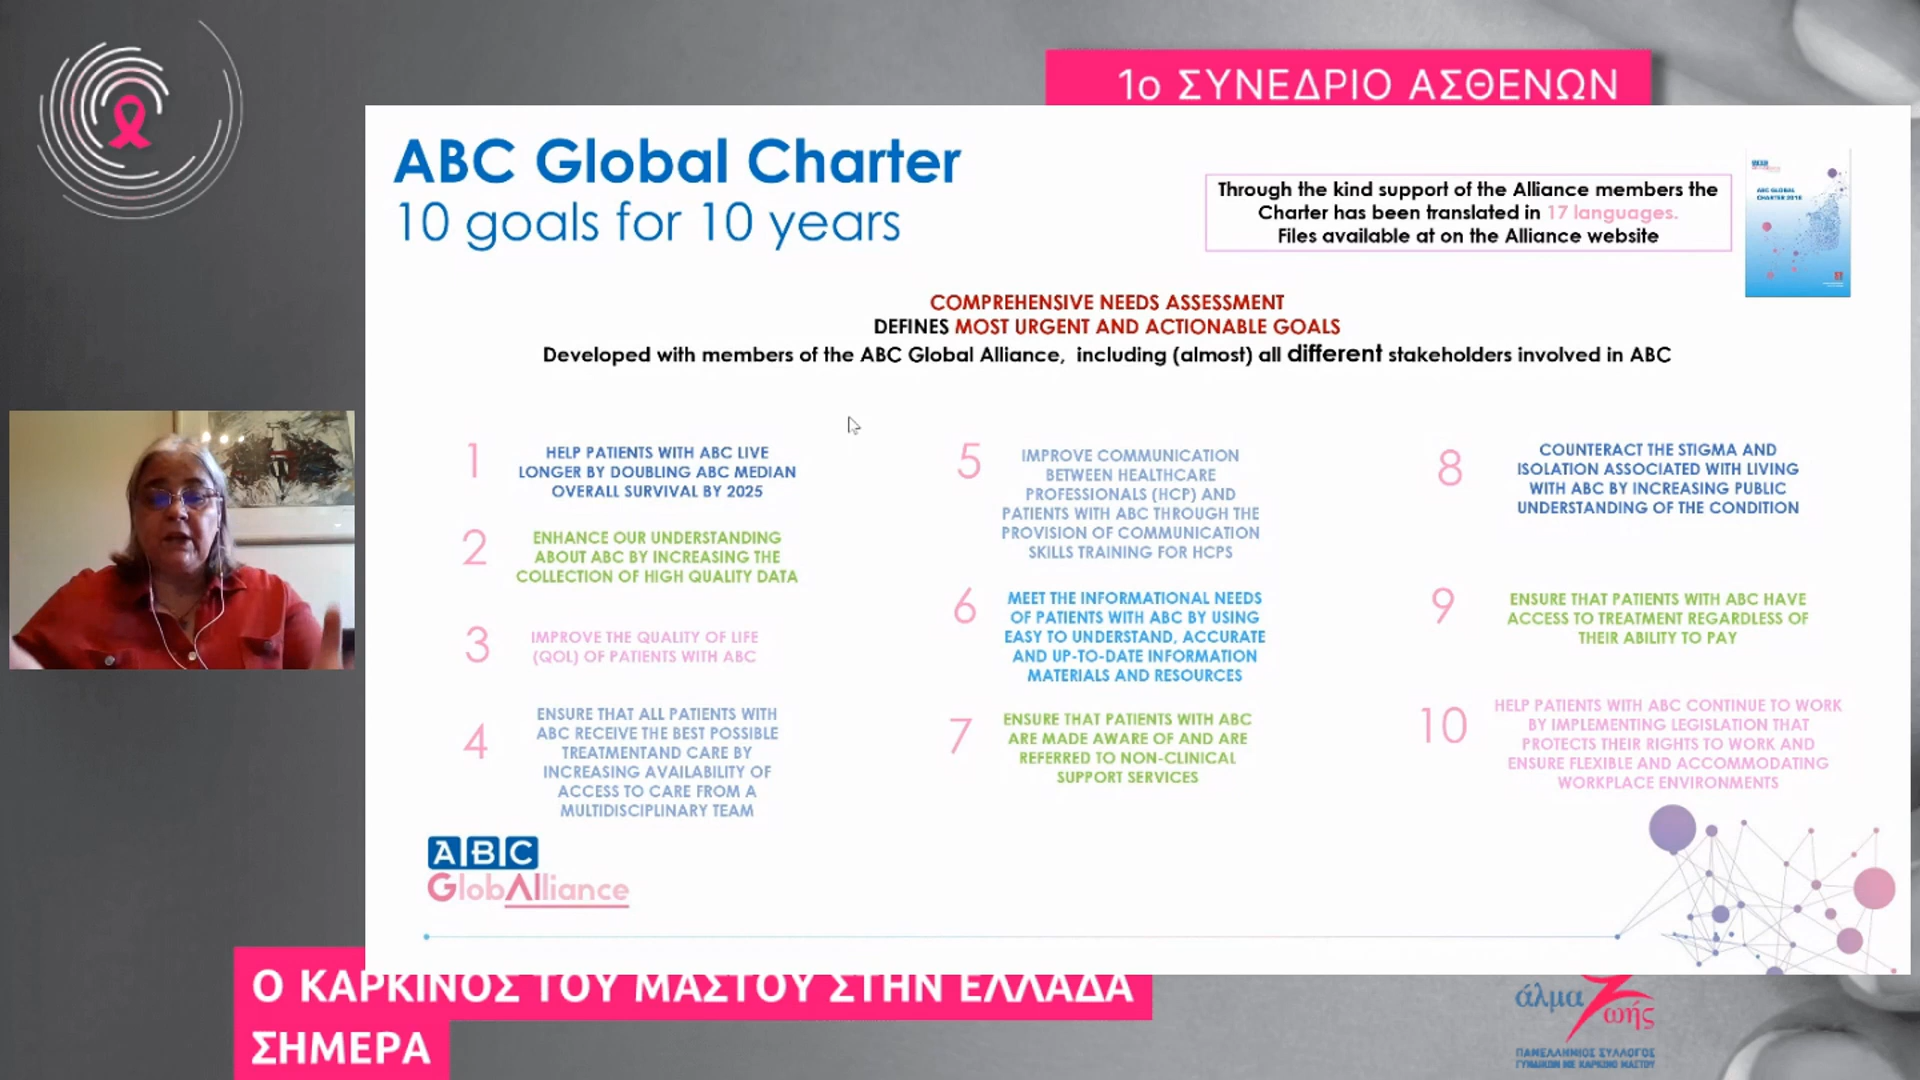 1ο ΣΥΝΕΔΡΙΟ ΑΣΘΕΝΩΝ
ABC Global Charter
10 goals for 10 years
Through the kind support of the Alliance members the
Charter has been translated in 17 languages.
Files available at on the Alliance website
ABC GLOBAL
CHARTER 2018
COMPREHENSIVE NEEDS ASSESSMENT
DEFINES MOST URGENT AND ACTIONABLE GOALS
Developed with members of the ABC Global Alliance, including (almost) all different stakeholders involved in ABC
1
HELP PATIENTS WITH ABC LIVE
LONGER BY DOUBLING ABC MEDIAN
OVERALL SURVIVAL BY 2025
2
ENHANCE OUR UNDERSTANDING
ABOUT ABC BY INCREASING THE
COLLECTION OF HIGH QUALITY DATA
3
IMPROVE THE QUALITY OF LIFE
(QOL) OF PATIENTS WITH ABC
4
ENSURE THAT ALL PATIENTS WITH
ABC RECEIVE THE BEST POSSIBLE
TREATMENTAND CARE BY
INCREASING AVAILABILITY OF
ACCESS TO CARE FROM A
MULTIDISCIPLINARY TEAM
5
IMPROVE COMMUNICATION
BETWEEN HEALTHCARE
PROFESSIONALS (HCP) AND
PATIENTS WITH ABC THROUGH THE
PROVISION OF COMMUNICATION
SKILLS TRAINING FOR HCPS
6
MEET THE INFORMATIONAL NEEDS
OF PATIENTS WITH ABC BY USING
EASY TO UNDERSTAND, ACCURATE
AND UP-TO-DATE INFORMATION
MATERIALS AND RESOURCES
7
ENSURE THAT PATIENTS WITH ABC
ARE MADE AWARE OF AND ARE
REFERRED TO NON-CLINICAL
SUPPORT SERVICES
8
COUNTERACT THE STIGMA AND
ISOLATION ASSOCIATED WITH LIVING
WITH ABC BY INCREASING PUBLIC
UNDERSTANDING OF THE CONDITION
9
ENSURE THAT PATIENTS WITH ABC HAVE
ACCESS TO TREATMENT REGARDLESS OF
THEIR ABILITY TO PAY
10
HELP PATIENTS WITH ABC CONTINUE TO WORK
BY IMPLEMENTING LEGISLATION THAT
PROTECTS THEIR RIGHTS TO WORK AND
ENSURE FLEXIBLE AND ACCOMMODATING
WORKPLACE ENVIRONMENTS
ABC
GlobAlliance
Ο ΚΑΡΚΙΝΟΣ ΤΟΥ ΜΑΣΤΟΥ ΣΤΗΝ ΕΛΛΑΔΑ
ΣΗΜΕΡΑ
άλμα Ζωής
ΠΑΝΕΛΛΗΝΙΟΣ ΣΥΛΛΟΓΟΣ
ΓΥΝΑΙΚΩΝ ΜΕ ΚΑΡΚΙΝΟ ΜΑΣΤΟΥ